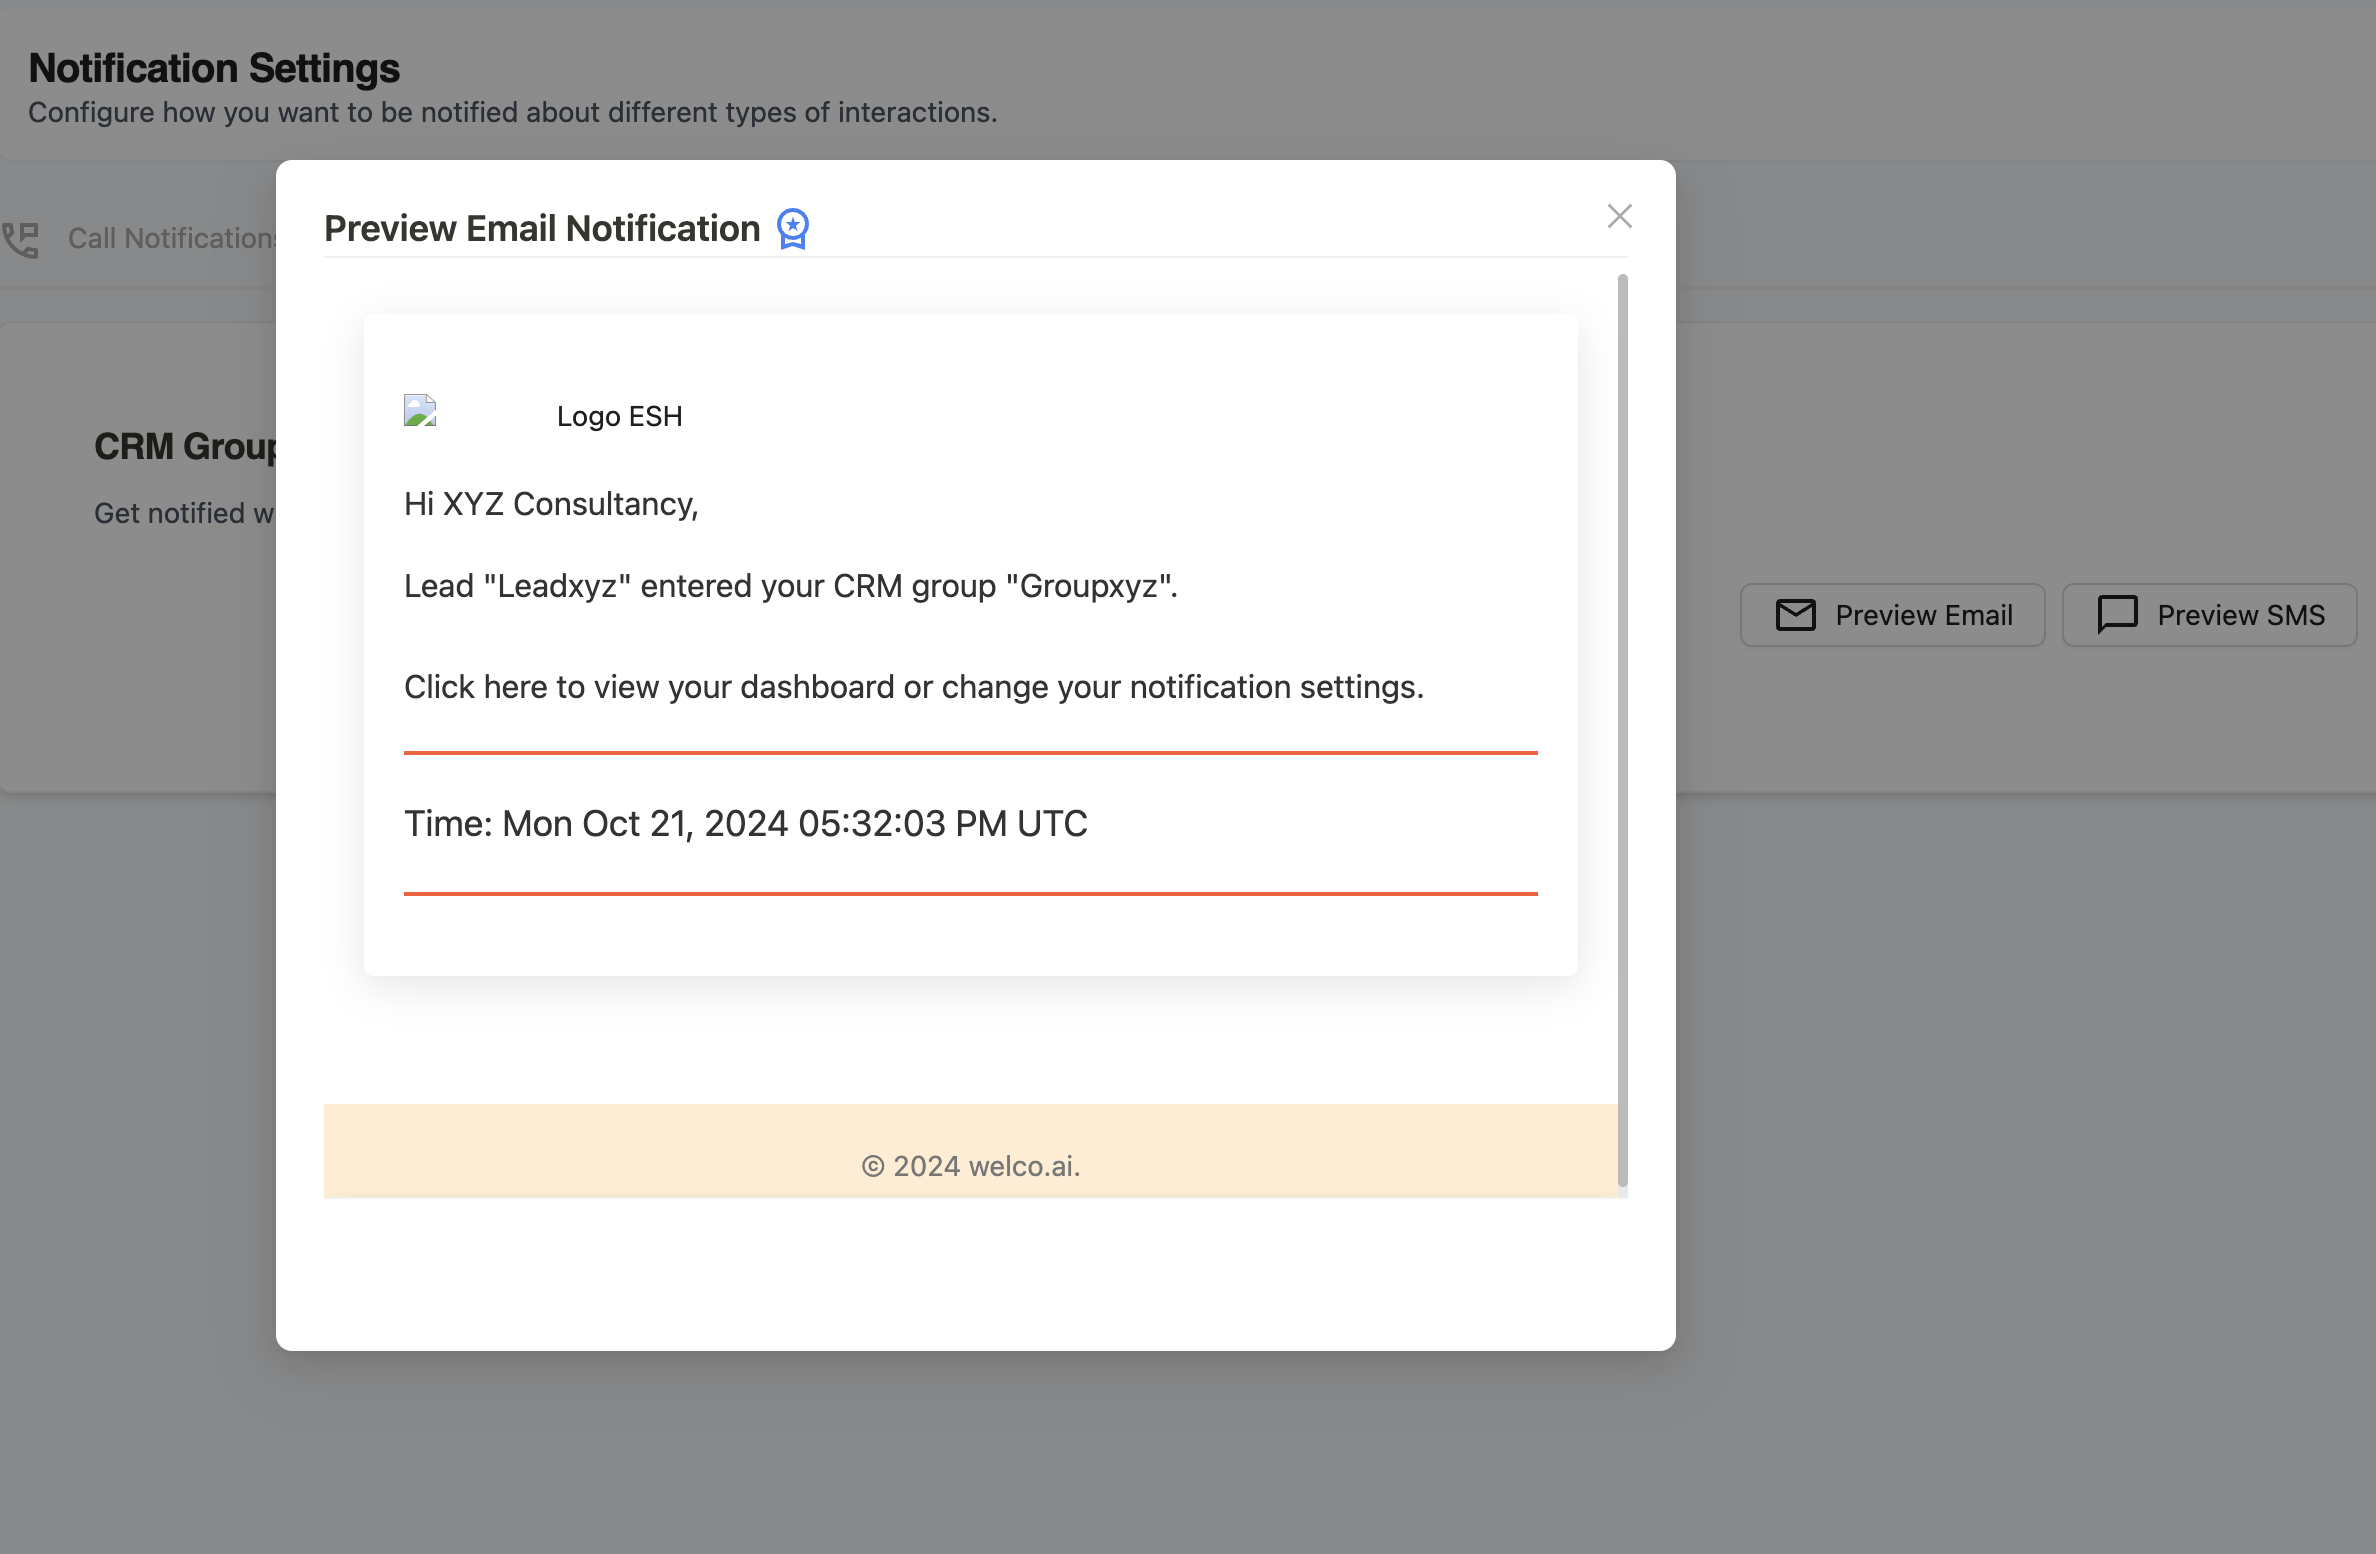 Notification Settings
Configure how you want to be notified about different types of interactions.
Call Notifications
Preview Email Notification
Logo ESH
CRM Group
Hi XYZ Consultancy,
Get notified w
Lead "Leadxyz" entered your CRM group "Groupxyz".
Preview Email
Preview SMS
Click here to view your dashboard or change your notification settings.
Time: Mon Oct 21, 2024 05:32:03 PM UTC
© 2024 welco.ai.